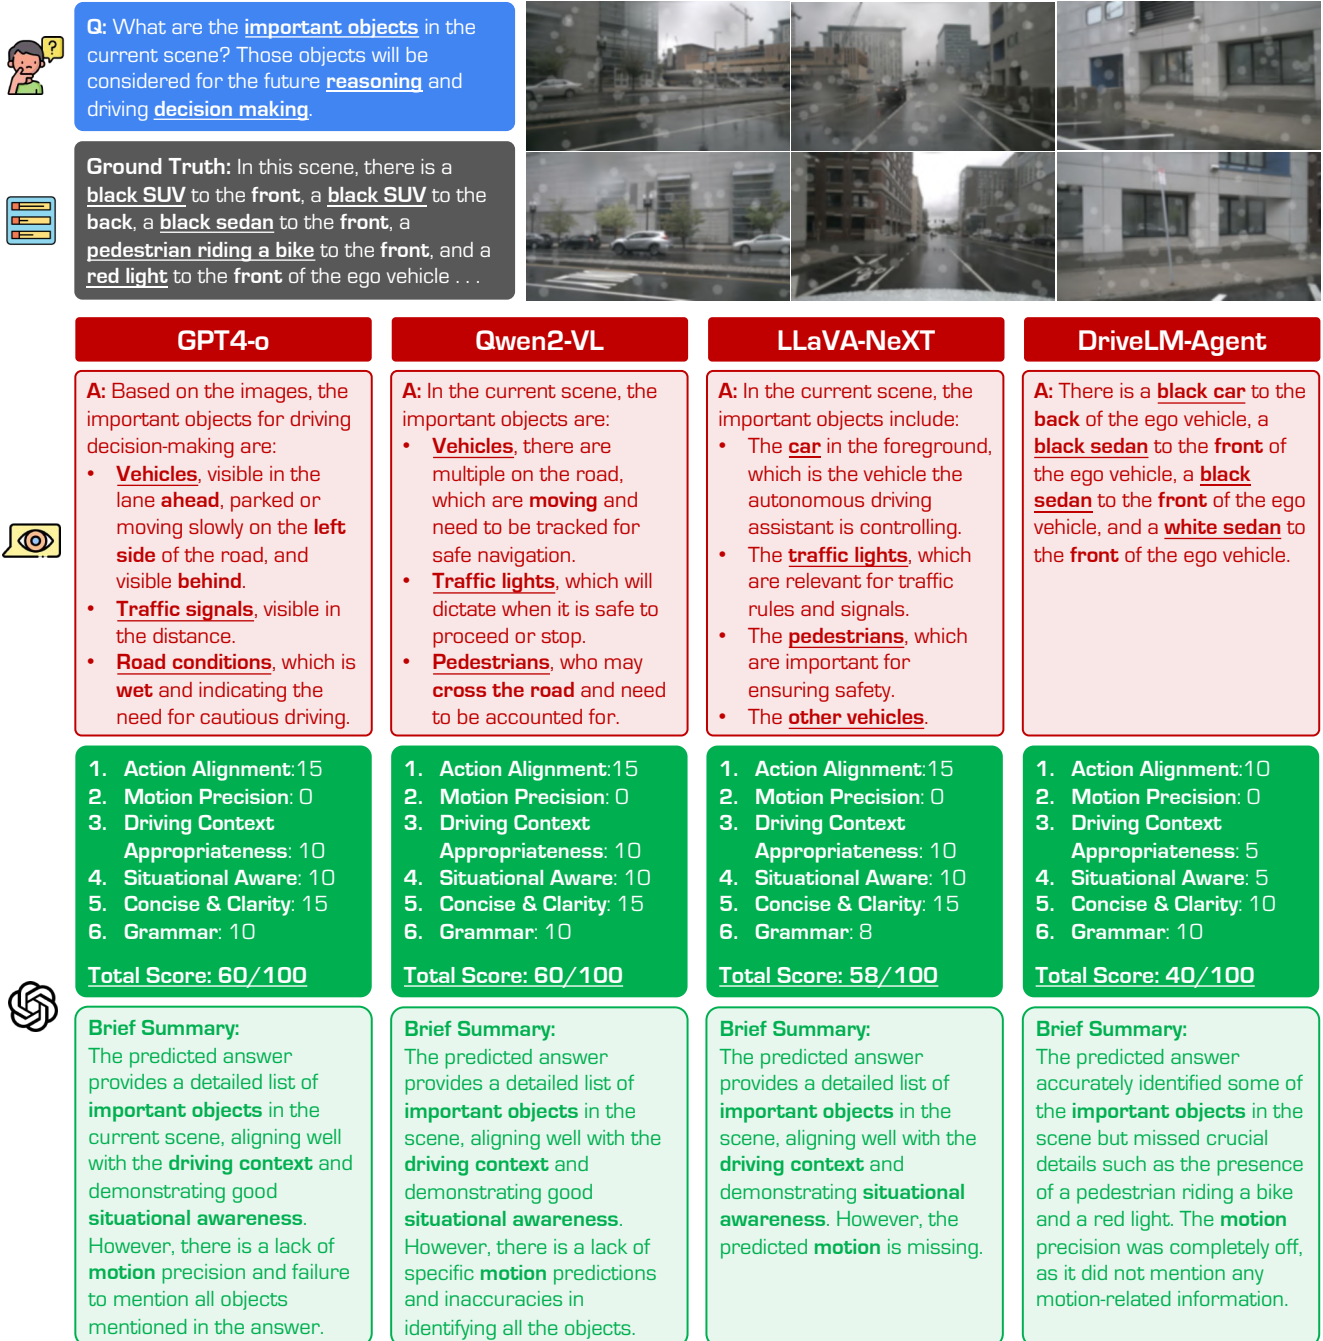 Q: What are the important objects in the
current scene? Those objects will be
considered for the future reasoning and
driving decision making.
Ground Truth: In this scene, there is a
black SUV to the front, a black SUV to the
back, a black sedan to the front, a
pedestrian riding a bike to the front, and a
red light to the front of the ego vehicle . . .
GPT4-o
A: Based on the images, the
important objects for driving
decision-making are:
• Vehicles, visible in the
lane ahead, parked or
moving slowly on the left
side of the road, and
visible behind.
• Traffic signals, visible in
the distance.
• Road conditions, which is
wet and indicating the
need for cautious driving.
1. Action Alignment:15
2. Motion Precision: 0
3. Driving Context
Appropriateness: 10
4. Situational Aware: 10
5. Concise & Clarity: 15
6. Grammar: 10
Total Score: 60/100
Brief Summary:
The predicted answer
provides a detailed list of
important objects in the
current scene, aligning well
with the driving context and
demonstrating good
situational awareness.
However, there is a lack of
motion precision and failure
to mention all objects
mentioned in the answer.
Qwen2-VL
A: In the current scene, the
important objects are:
• Vehicles, there are
multiple on the road,
which are moving and
need to be tracked for
safe navigation.
• Traffic lights, which will
dictate when it is safe to
proceed or stop.
• Pedestrians, who may
cross the road and need
to be accounted for.
1. Action Alignment:15
2. Motion Precision: 0
3. Driving Context
Appropriateness: 10
4. Situational Aware: 10
5. Concise & Clarity: 15
6. Grammar: 10
Total Score: 60/100
Brief Summary:
The predicted answer
provides a detailed list of
important objects in the
scene, aligning well with the
driving context and
demonstrating good
situational awareness.
However, there is a lack of
specific motion predictions
and inaccuracies in
identifying all the objects.
LLaVA-NeXT
A: In the current scene, the
important objects include:
• The car in the foreground,
which is the vehicle the
autonomous driving
assistant is controlling.
• The traffic lights, which
are relevant for traffic
rules and signals.
• The pedestrians, which
are important for
ensuring safety.
• The other vehicles.
1. Action Alignment:15
2. Motion Precision: 0
3. Driving Context
Appropriateness: 10
4. Situational Aware: 10
5. Concise & Clarity: 15
6. Grammar: 8
Total Score: 58/100
Brief Summary:
The predicted answer
provides a detailed list of
important objects in the
scene, aligning well with the
driving context and
demonstrating situational
awareness. However, the
predicted motion is missing.
DriveLM-Agent
A: There is a black car to the
back of the ego vehicle, a
black sedan to the front of
the ego vehicle, a black
sedan to the front of the ego
vehicle, and a white sedan to
the front of the ego vehicle.
1. Action Alignment:10
2. Motion Precision: 0
3. Driving Context
Appropriateness: 5
4. Situational Aware: 5
5. Concise & Clarity: 10
6. Grammar: 10
Total Score: 40/100
Brief Summary:
The predicted answer
accurately identified some of
the important objects in the
scene but missed crucial
details such as the presence
of a pedestrian riding a bike
and a red light. The motion
precision was completely off,
as it did not mention any
motion-related information.